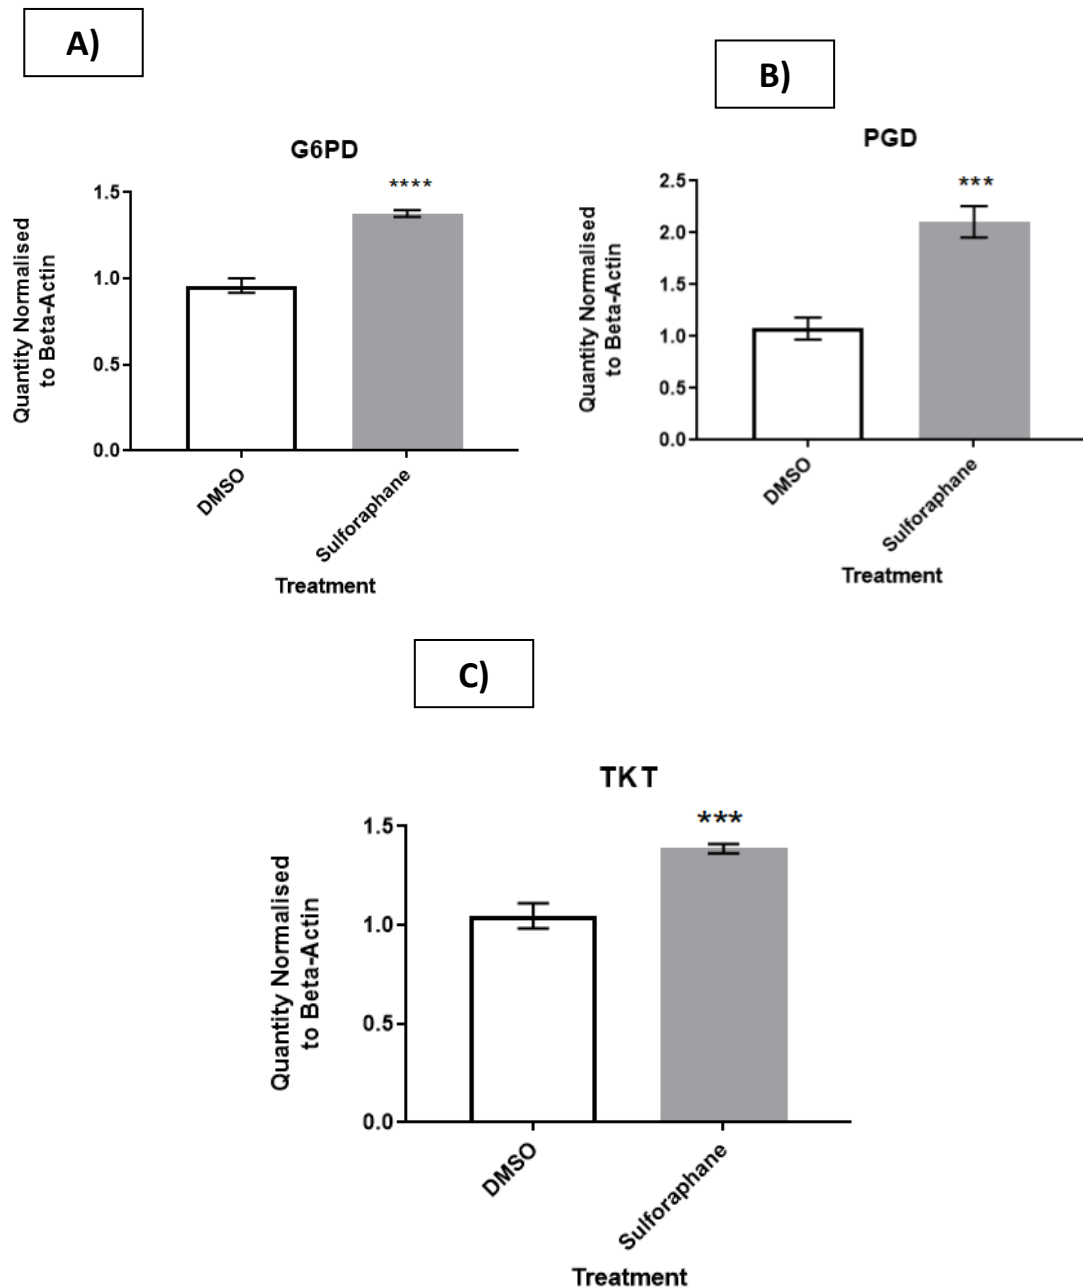 A)
G6PD
****
1.5
1.0
0.5
0.0
Quantity Normalised
to Beta-Actin
DMSO
Sulforaphane
Treatment
B)
PGD
***
2.5
2.0
1.5
1.0
0.5
0.0
Quantity Normalised
to Beta-Actin
DMSO
Sulforaphane
Treatment
C)
TKT
***
1.5
1.0
0.5
0.0
Quantity Normalised
to Beta-Actin
DMSO
Sulforaphane
Treatment